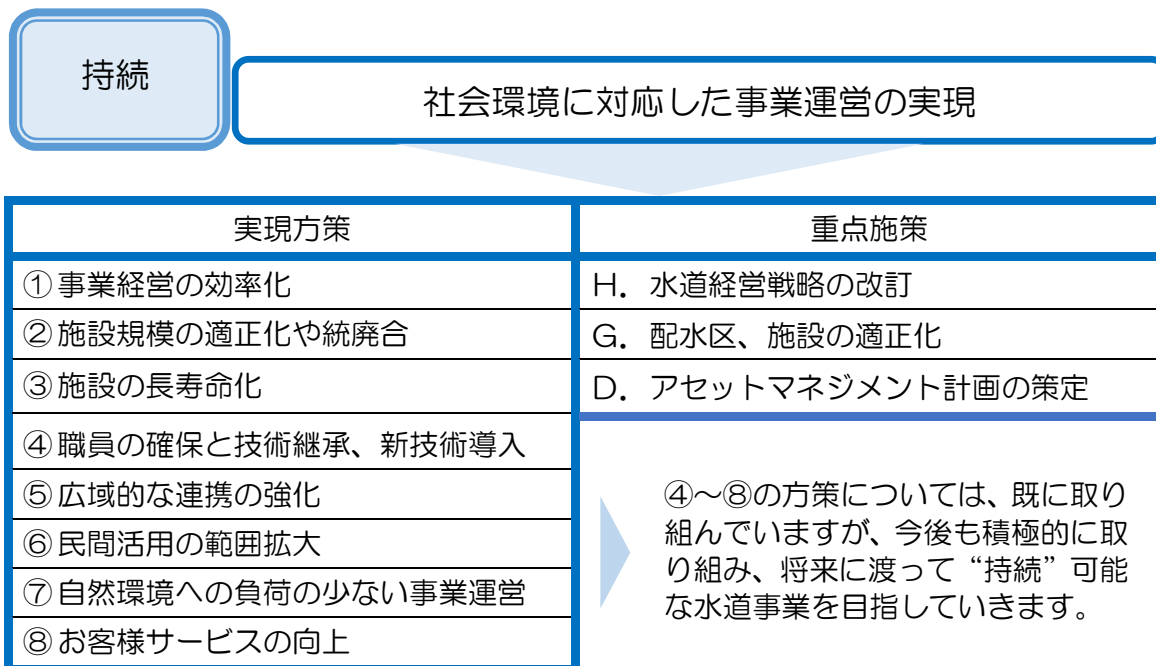 持続
社会環境に対応した事業運営の実現
実現方策
重点施策
①事業経営の効率化
H．水道経営戦略の改訂
②施設規模の適正化や統廃合
G．配水区、施設の適正化
③施設の長寿命化
D．アセットマネジメント計画の策定
④職員の確保と技術継承、新技術導入
⑤広域的な連携の強化
⑥民間活用の範囲拡大
⑦自然環境への負荷の少ない事業運営
⑧お客様サービスの向上
④～⑧の方策については、既に取り
組んでいますが、今後も積極的に取
り組み、将来に渡って“持続”可能
な水道事業を目指していきます。